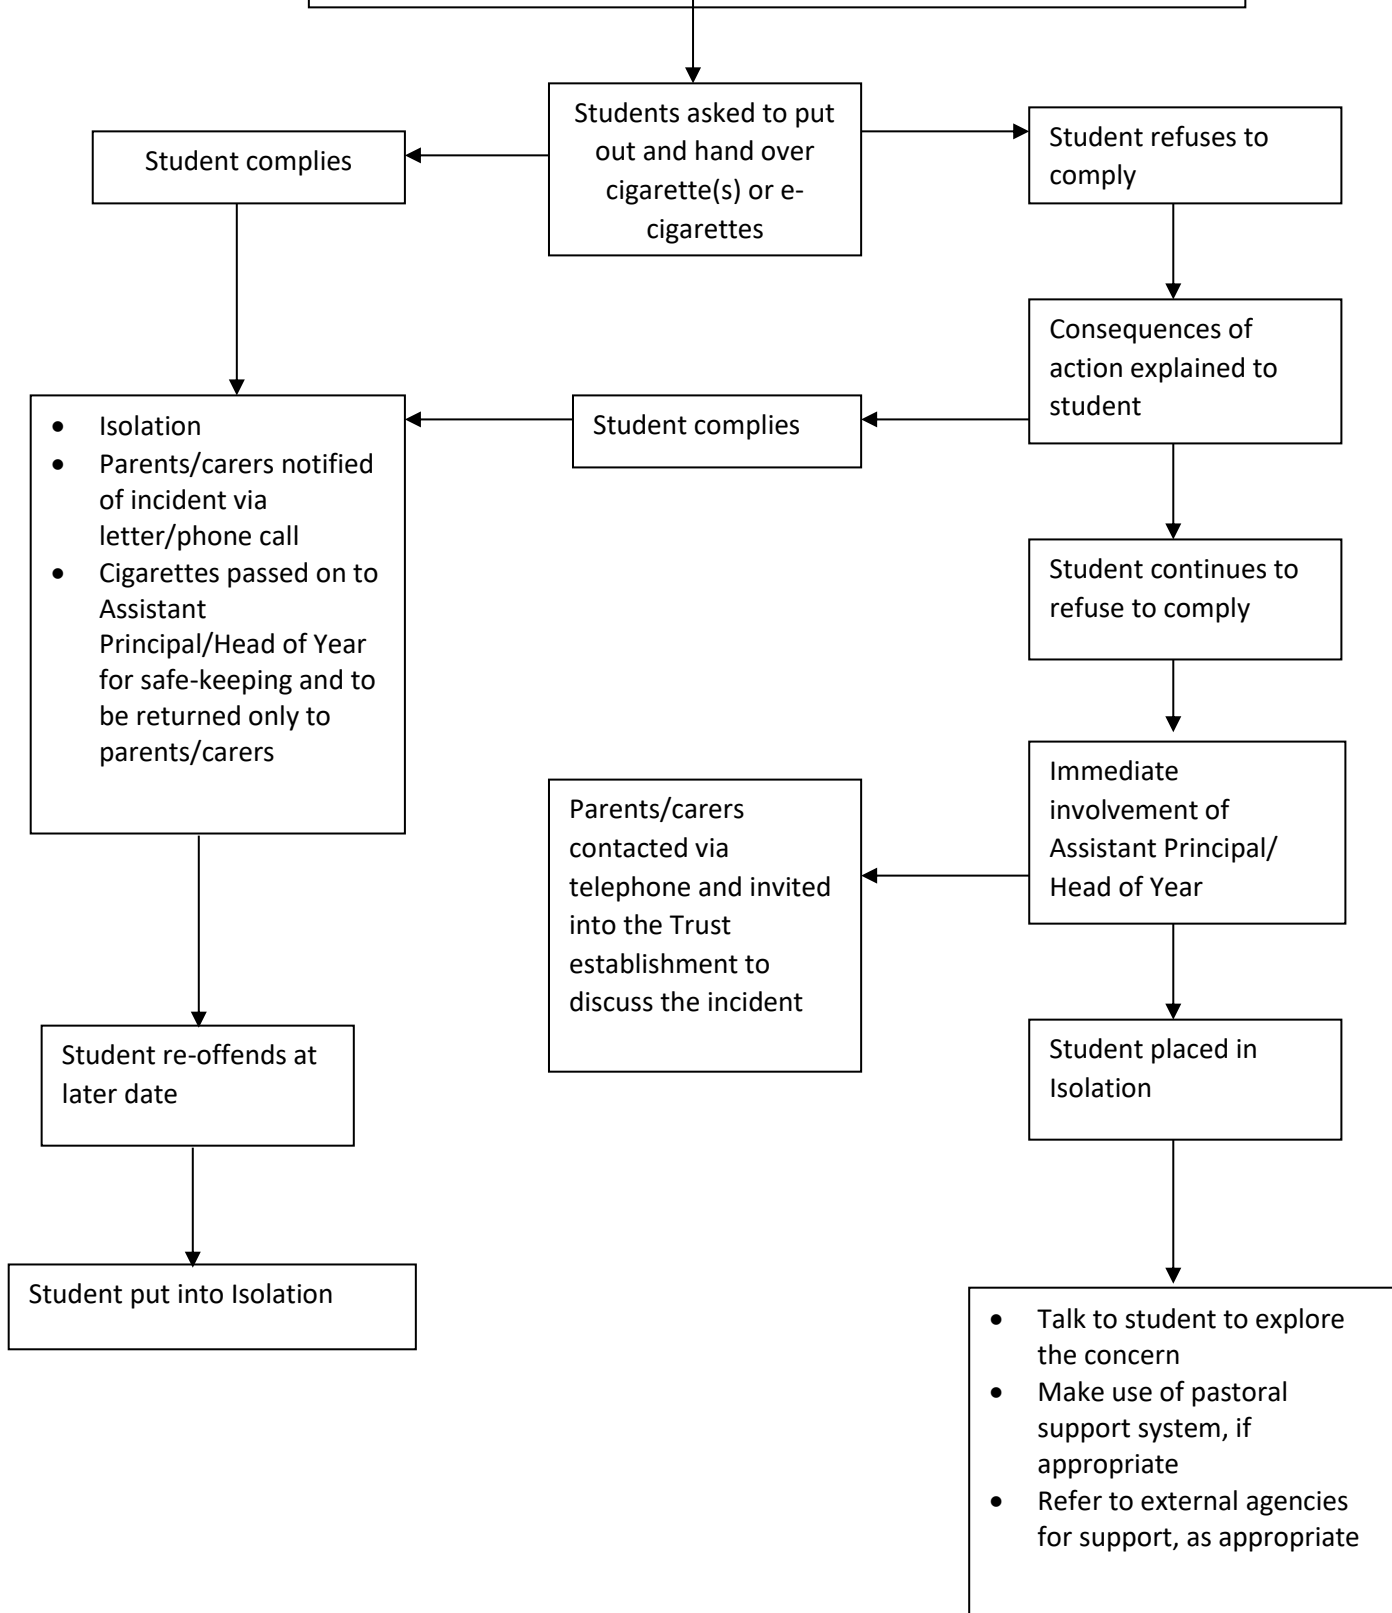 Students asked to put
out and hand over
cigarette(s) or e-
cigarettes
Student complies
Student refuses to
comply
Consequences of
action explained to
student
Student complies
• Isolation
• Parents/carers notified
of incident via
letter/phone call
• Cigarettes passed on to
Assistant
Principal/Head of Year
for safe-keeping and to
be returned only to
parents/carers
Student continues to
refuse to comply
Immediate
involvement of
Assistant Principal/
Head of Year
Parents/carers
contacted via
telephone and invited
into the Trust
establishment to
discuss the incident
Student placed in
Isolation
Student re-offends at
later date
Student put into Isolation
• Talk to student to explore
the concern
• Make use of pastoral
support system, if
appropriate
• Refer to external agencies
for support, as appropriate